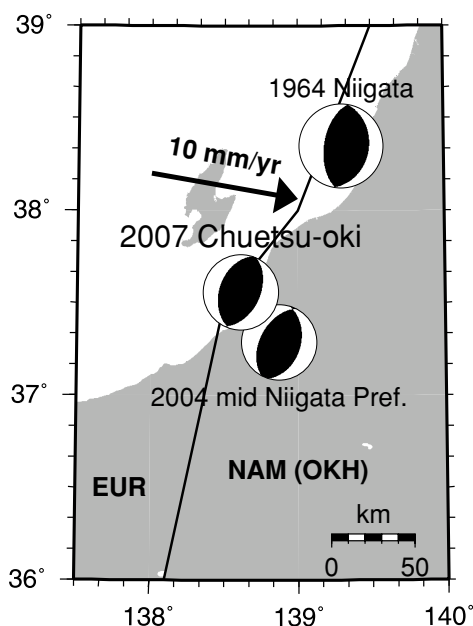 39°
1964 Niigata
10 mm/yr
38°
2007 Chuetsu-oki
37°
2004 mid Niigata Pref.
NAM (OKH)
EUR
km
0 50
36°
138° 139° 140°